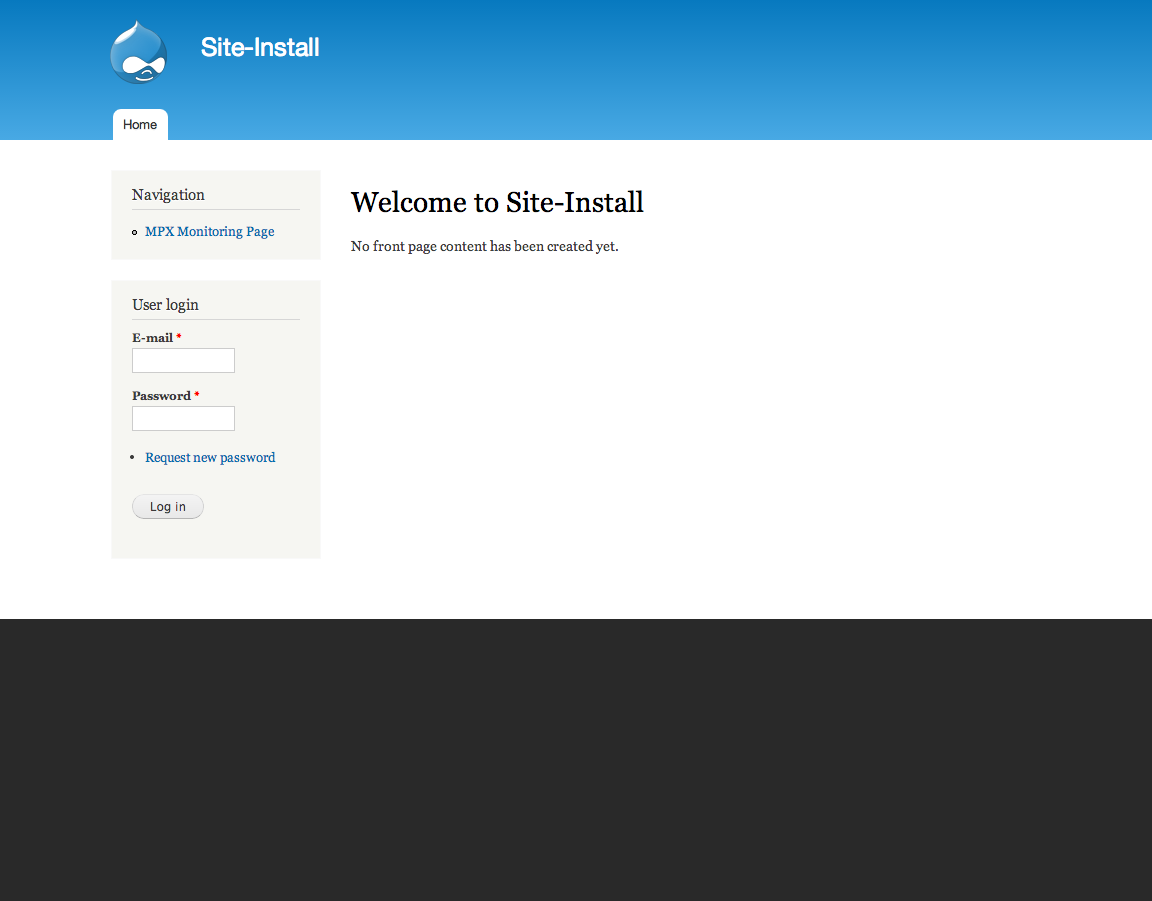 Site-Install
Home
Navigation
MPX Monitoring Page
Welcome to Site-Install
No front page content has been created yet.
User login
E-mail *
Password *
Request new password
Log in